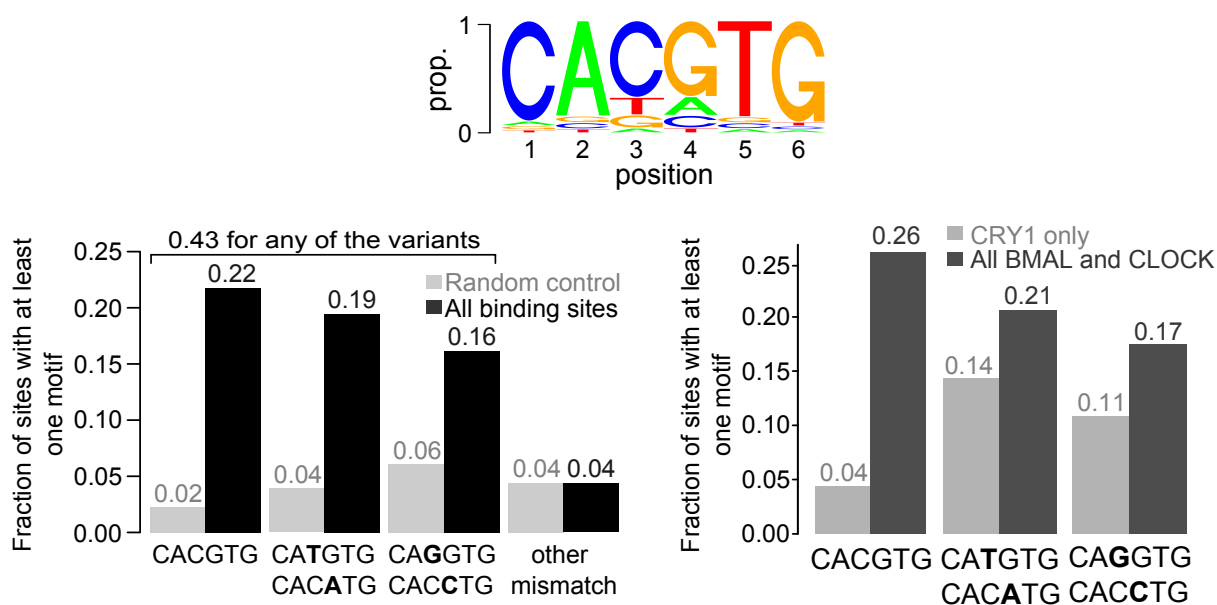 1
0
prop.
CACGTG
1 2 3 4 5 6
position
0.43 for any of the variants
Fraction of sites with at least
one motif
0.25
0.20
0.15
0.10
0.05
0.00
Random control
All binding sites
0.02
0.22
0.04
0.19
0.06
0.16
0.04
0.04
CACGTG
CATGTG
CACATG
CAGGTG
CACCTG
other
mismatch
Fraction of sites with at least
one motif
0.25
0.20
0.15
0.10
0.05
0.00
CRY1 only
All BMAL and CLOCK
0.04
0.26
0.14
0.21
0.11
0.17
CACGTG
CATGTG
CACATG
CAGGTG
CACCTG